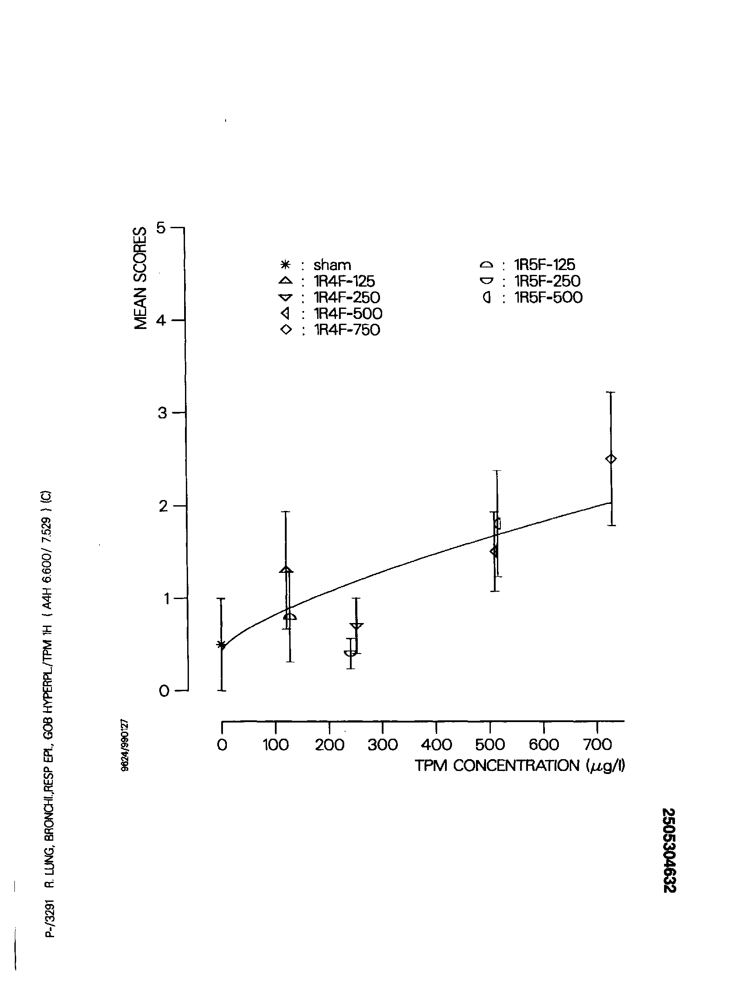 MEAN SCORES
5
4
3
2
1
0
* : sham
△ : 1R4F-125
▽ : 1R4F-250
◁ : 1R4F-500
◇ : 1R4F-750
⌓ : 1R5F-125
: 1R5F-250
: 1R5F-500
0 100 200 300 400 500 600 700
TPM CONCENTRATION (µg/l)
9624/990127
P-/3291 R. LUNG, BRONCHI,RESP EPL, GOB HYPERPL/TPM 1H ( A4H 6.600/ 7.529 ) (C)
2505304632